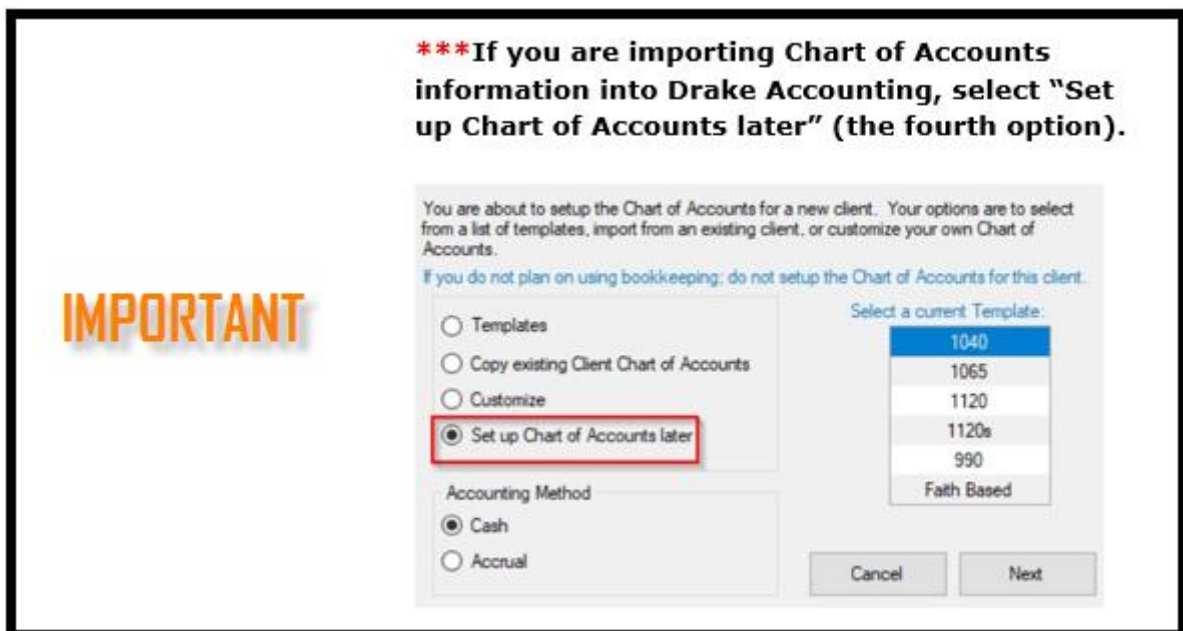 ***If you are importing Chart of Accounts
information into Drake Accounting, select “Set
up Chart of Accounts later” (the fourth option).
IMPORTANT
You are about to setup the Chart of Accounts for a new client. Your options are to select
from a list of templates, import from an existing client, or customize your own Chart of
Accounts.
If you do not plan on using bookkeeping; do not setup the Chart of Accounts for this client.
Templates
Copy existing Client Chart of Accounts
Customize
Set up Chart of Accounts later
Select a current Template:
1040
1065
1120
1120s
990
Faith Based
Accounting Method
Cash
Accrual
Cancel
Next